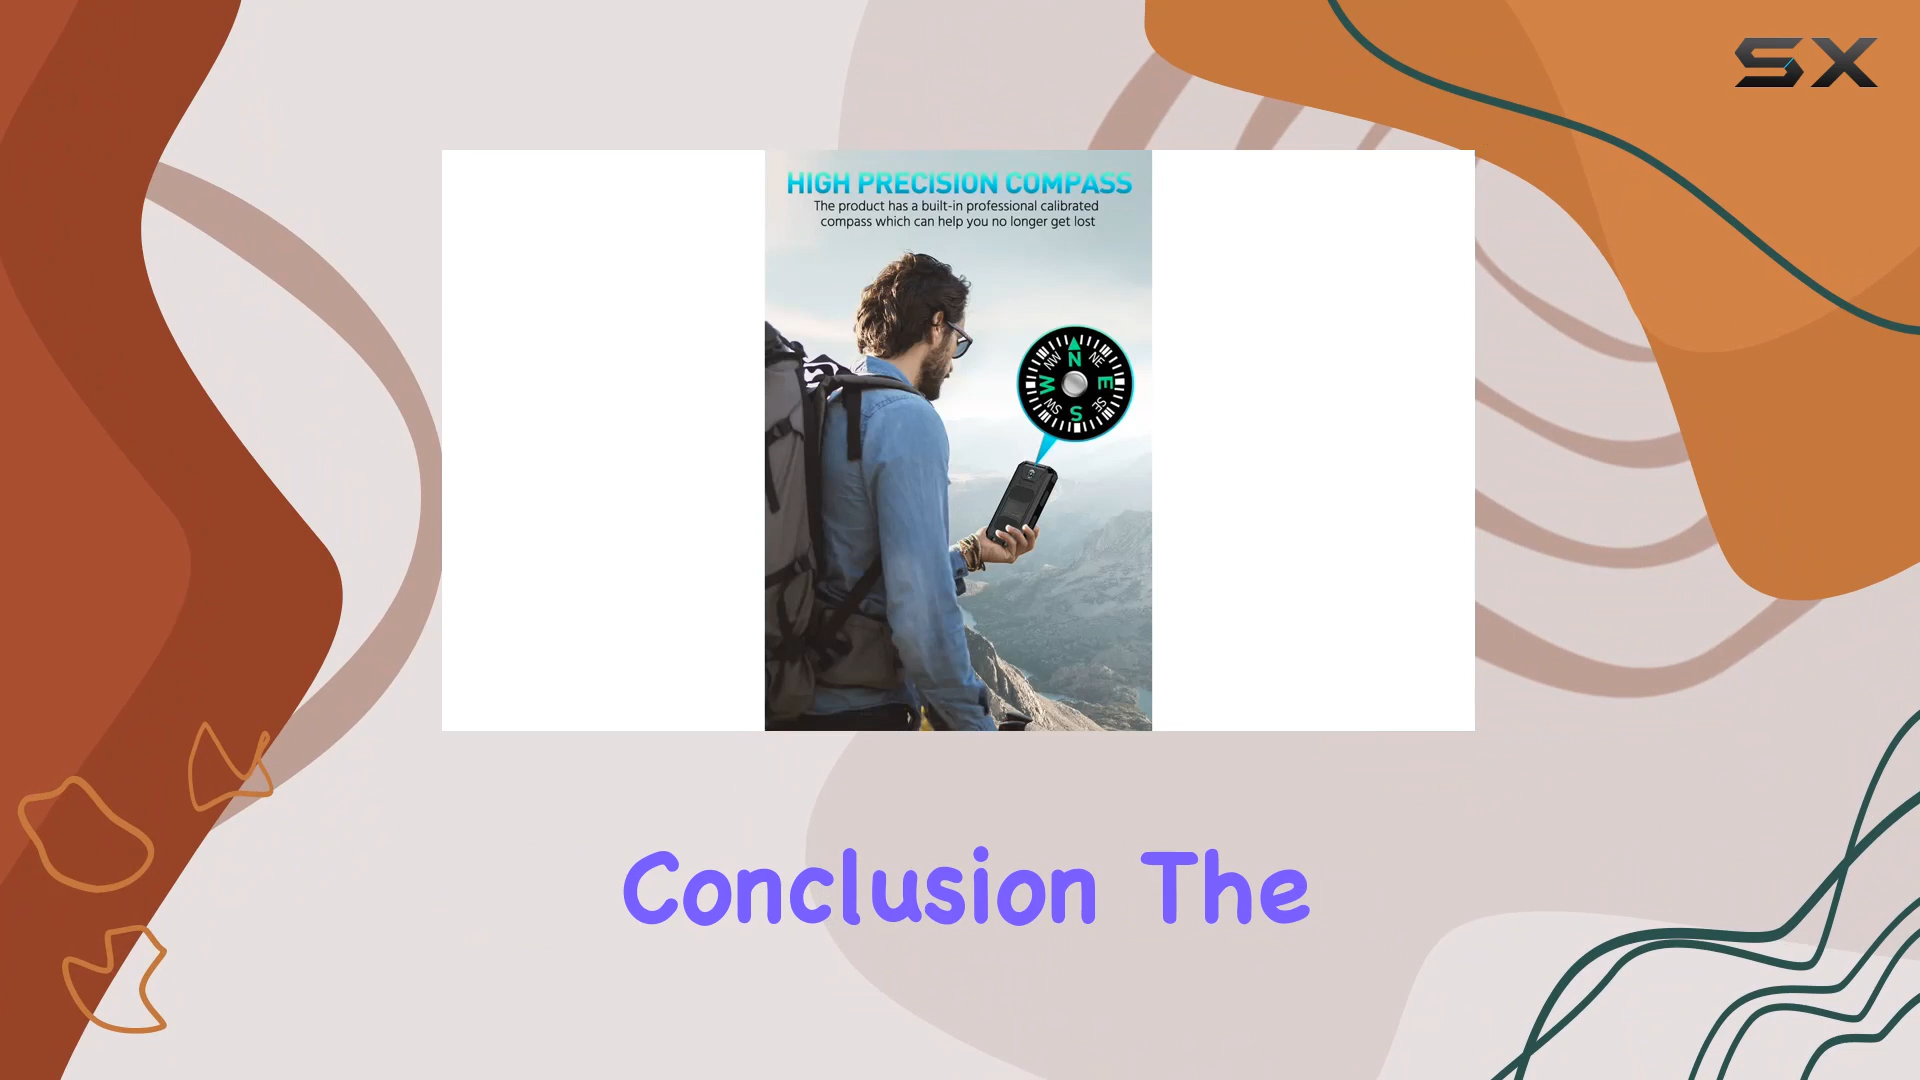 SX
HIGH PRECISION COMPASS
The product has a built-in professional calibrated
compass which can help you no longer get lost
N
NE
E
SE
S
SW
W
NW
Conclusion The